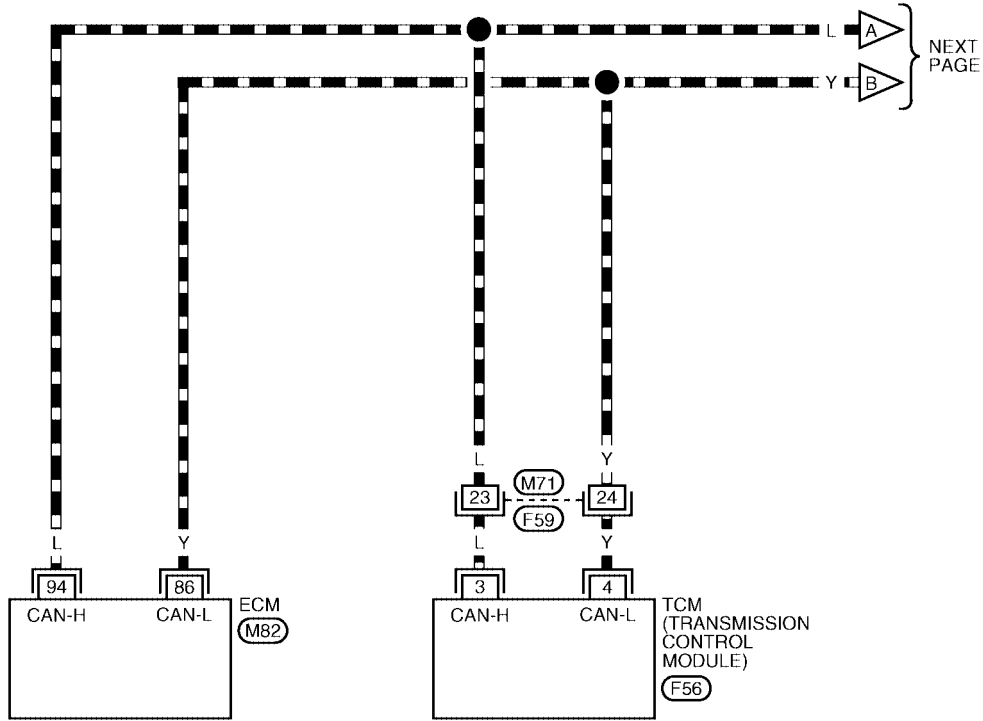 L A
NEXT
PAGE
Y B
L Y
M71
23 24
F59
L Y L Y
94 86 3 4
CAN-H CAN-L ECM CAN-H CAN-L TCM
M82 (TRANSMISSION
CONTROL
MODULE)
F56